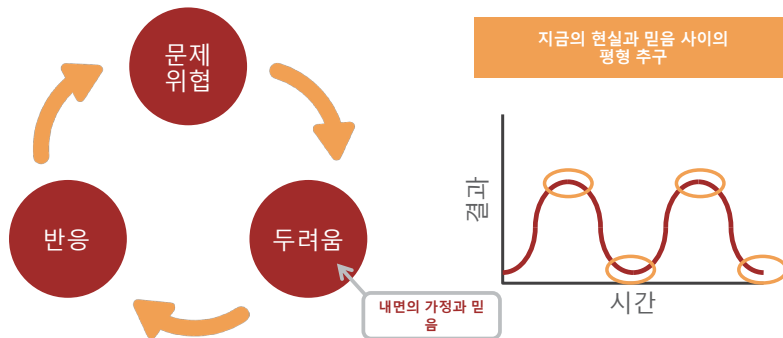 문제
위협
두려움
반응
내면의 가정과 믿
음
지금의 현실과 믿음 사이의
평형 추구
결과
시간